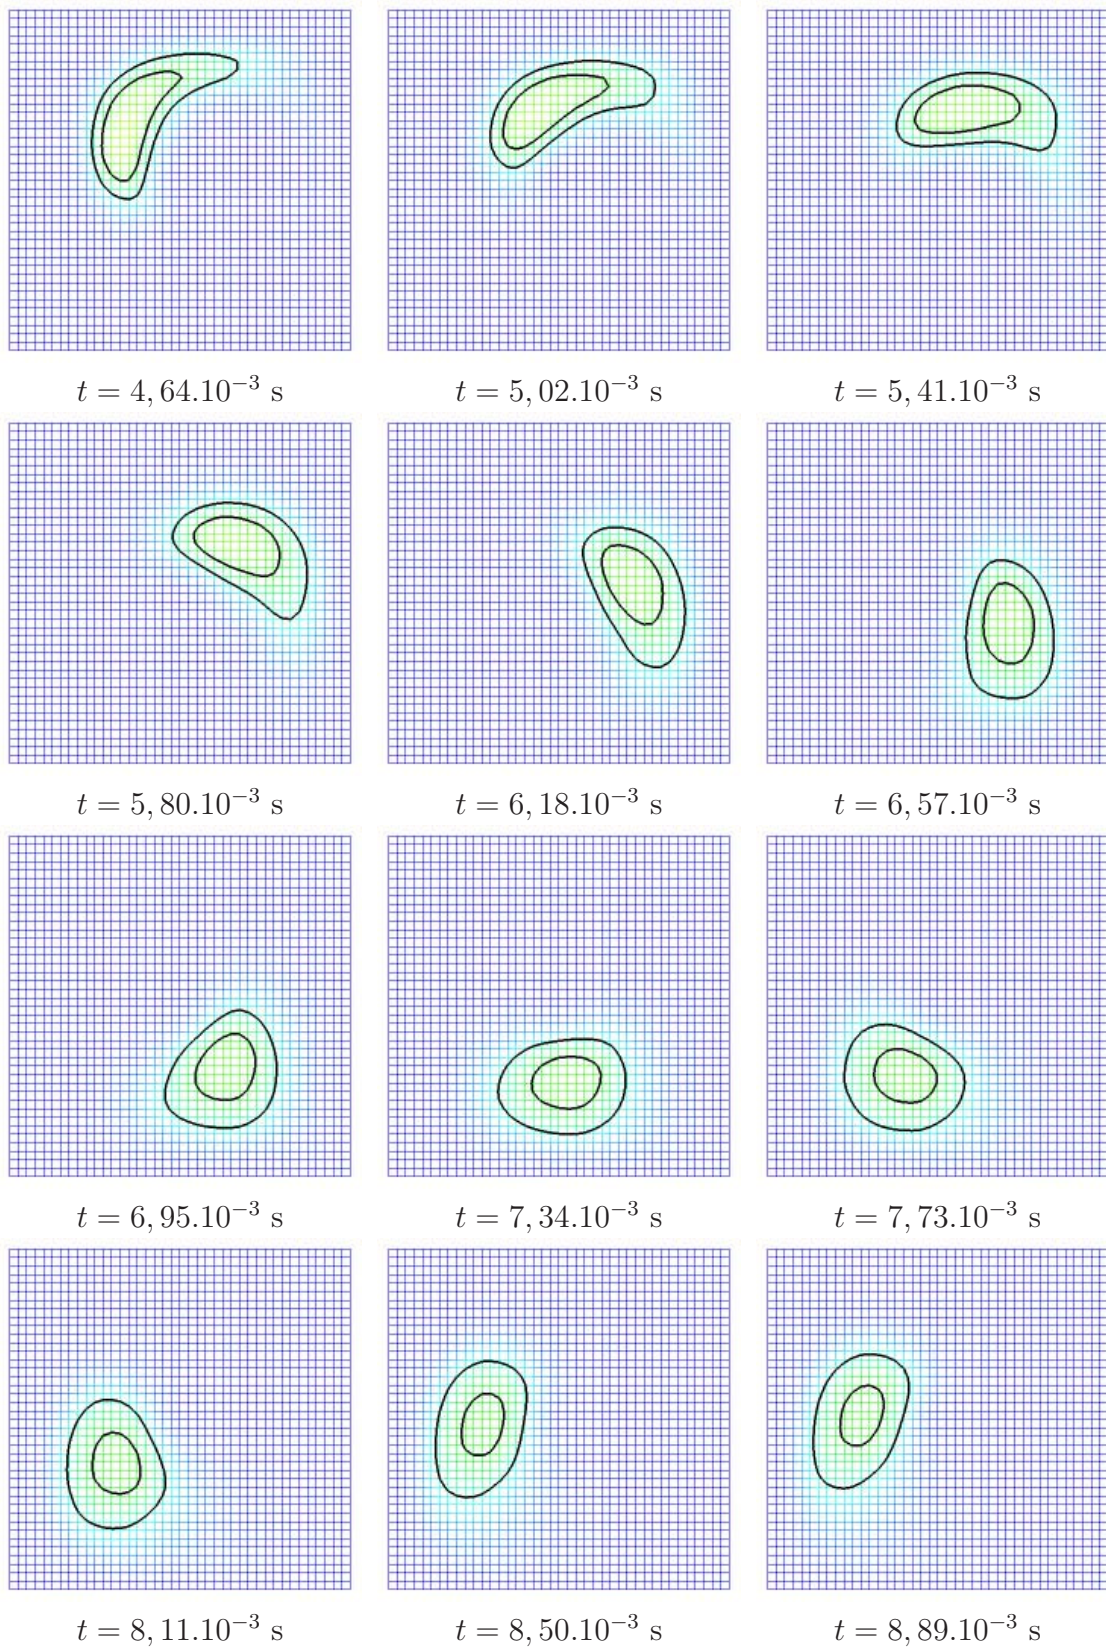 t = 4, 64.10⁻³ s t = 5, 02.10⁻³ s t = 5, 41.10⁻³ s
t = 5, 80.10⁻³ s t = 6, 18.10⁻³ s t = 6, 57.10⁻³ s
t = 6, 95.10⁻³ s t = 7, 34.10⁻³ s t = 7, 73.10⁻³ s
t = 8, 11.10⁻³ s t = 8, 50.10⁻³ s t = 8, 89.10⁻³ s